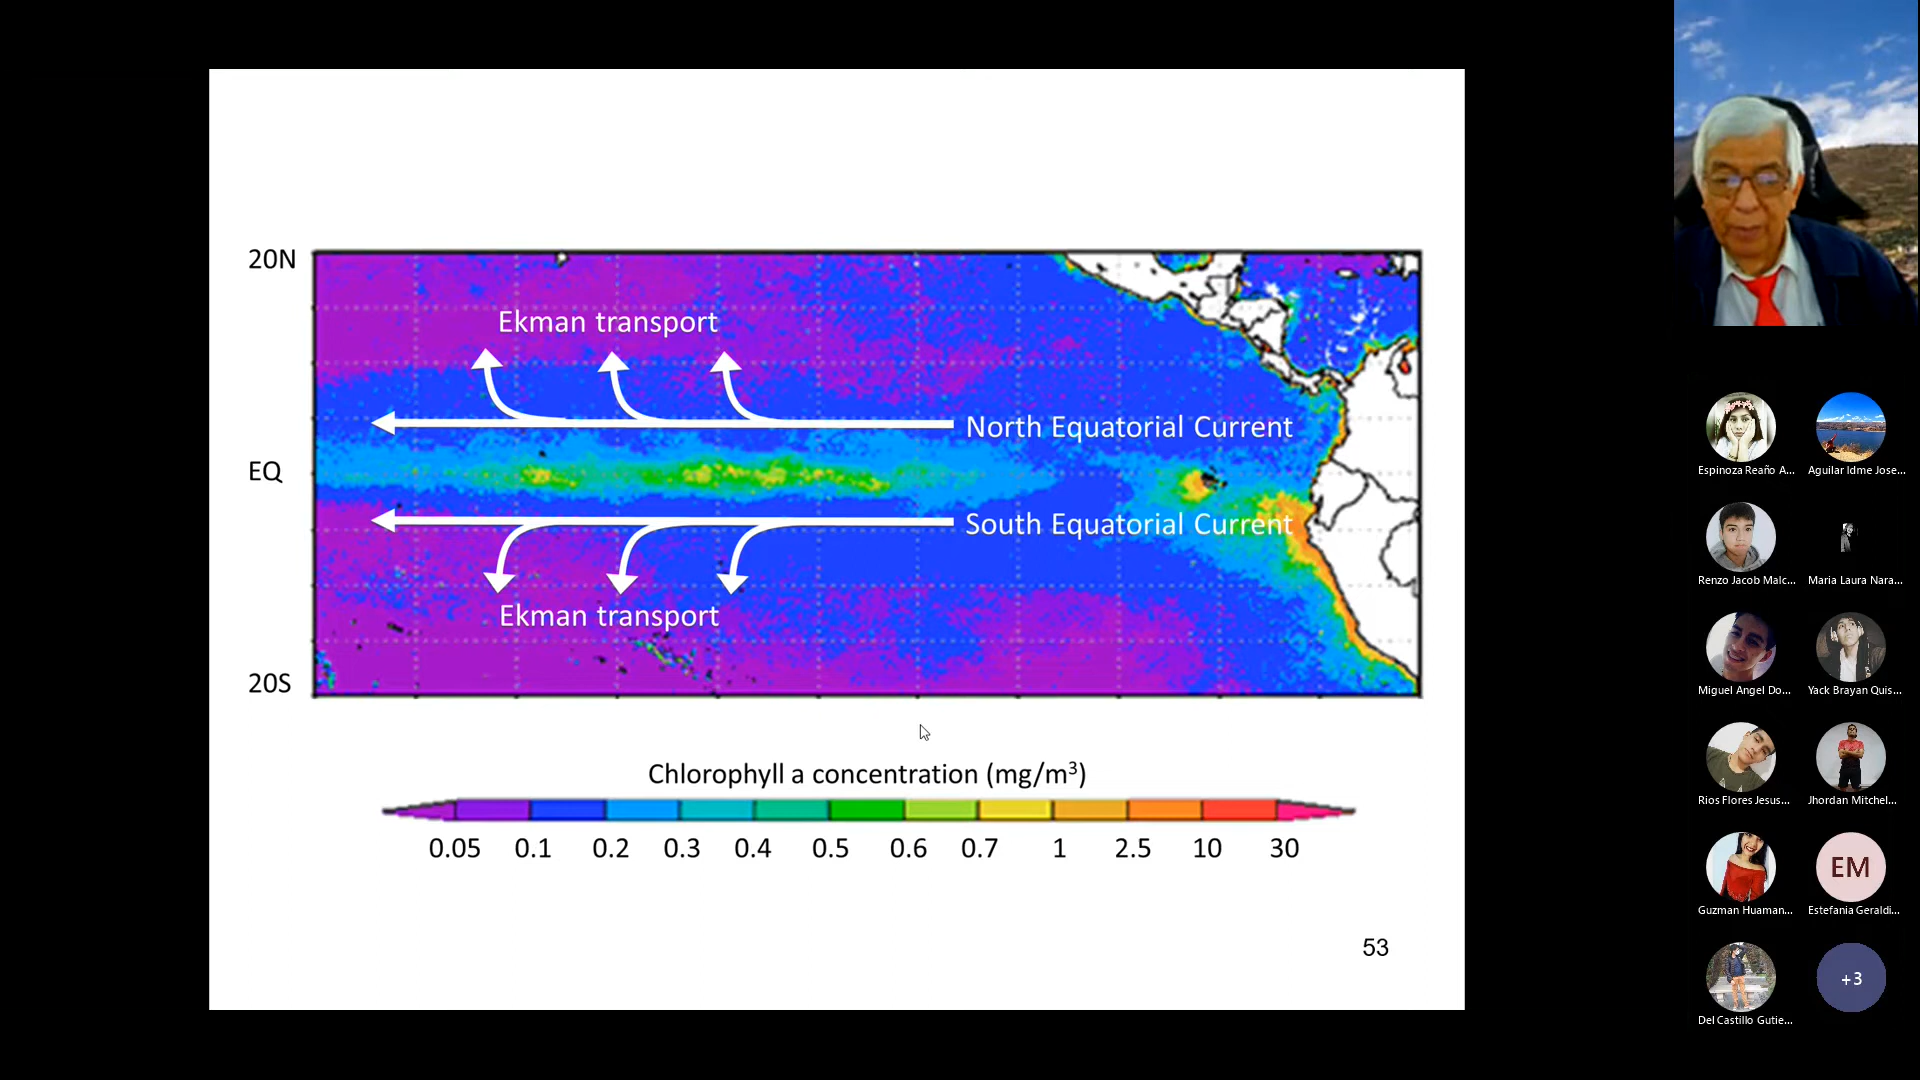 20N
Ekman transport
North Equatorial Current
EQ
South Equatorial Current
Ekman transport
20S
Chlorophyll a concentration (mg/m³)
0.05 0.1 0.2 0.3 0.4 0.5 0.6 0.7 1 2.5 10 30
53
Espinoza Reaño A... Aguilar Idme Jose...
Renzo Jacob Malc... Maria Laura Nara...
Miguel Angel Do... Yack Brayan Quis...
Rios Flores Jesus... Jhordan Mitchel...
EM
Guzman Huaman... Estefania Geraldi...
+3
Del Castillo Gutie...